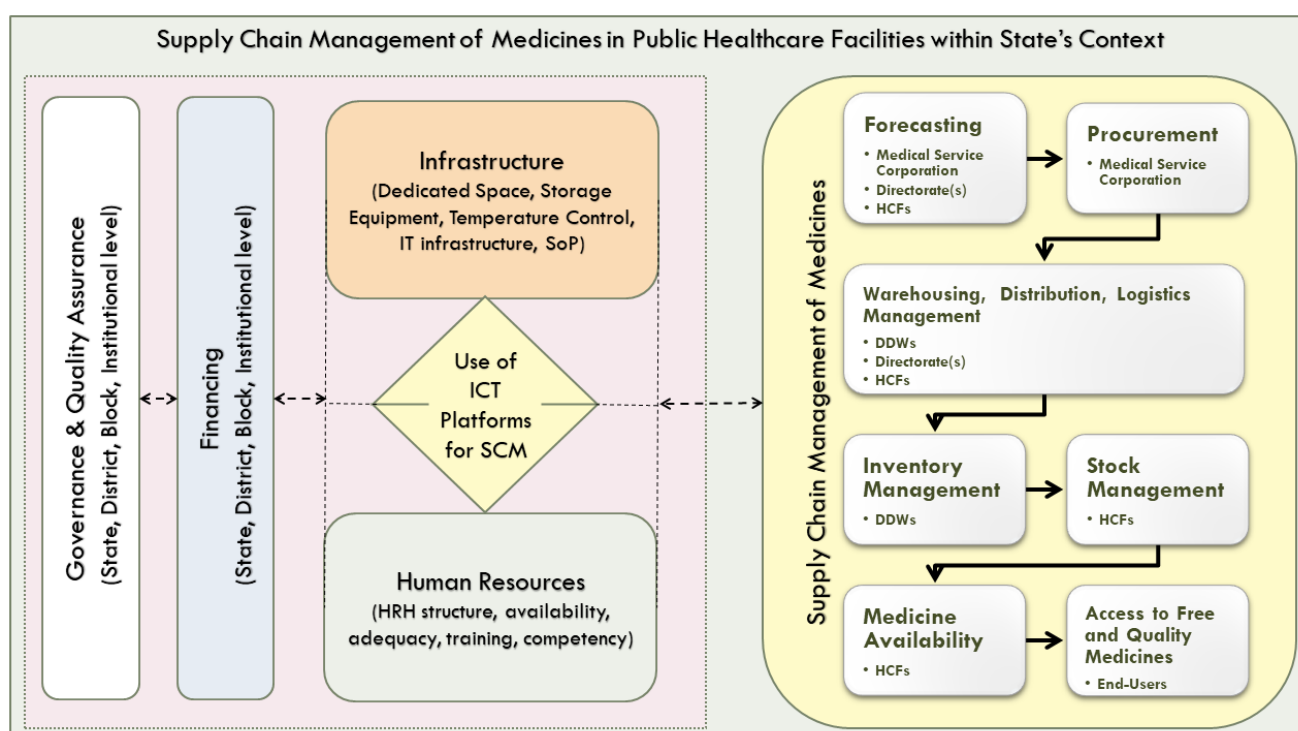 Supply Chain Management of Medicines in Public Healthcare Facilities within State's Context
Governance & Quality Assurance
(State, District, Block, Institutional level)
Financing
(State, District, Block, Institutional level)
Infrastructure
(Dedicated Space, Storage
Equipment, Temperature Control,
IT infrastructure, SoP)
Use of
ICT
Platforms
for SCM
Human Resources
(HRH structure, availability,
adequacy, training, competency)
Supply Chain Management of Medicines
Forecasting
• Medical Service
Corporation
• Directorate(s)
• HCFs
Procurement
• Medical Service
Corporation
Warehousing, Distribution, Logistics
Management
• DDWs
• Directorate(s)
• HCFs
Inventory
Management
• DDWs
Stock
Management
• HCFs
Medicine
Availability
• HCFs
Access to Free
and Quality
Medicines
• End-Users